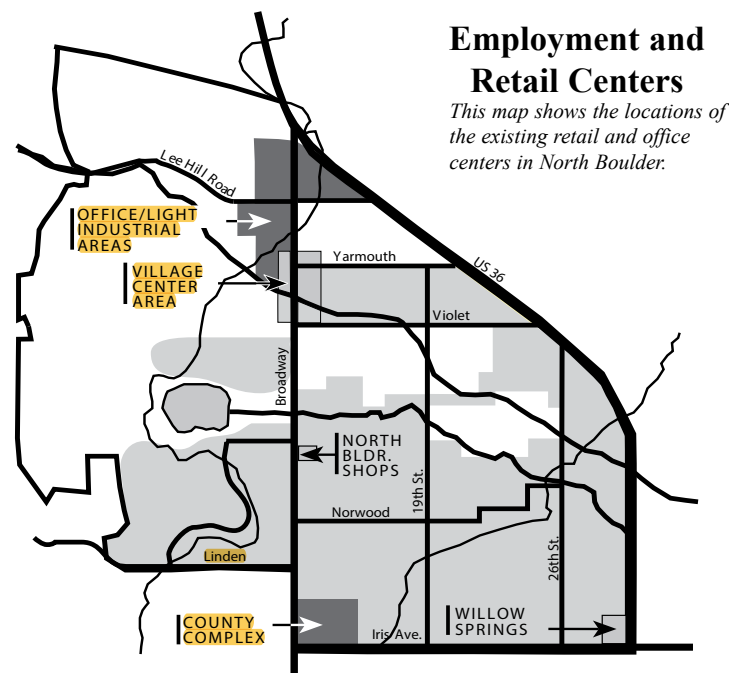 Employment and
Retail Centers
This map shows the locations of
the existing retail and office
centers in North Boulder.
Lee Hill Road
OFFICE/LIGHT
INDUSTRIAL
AREAS
Yarmouth
US 36
VILLAGE
CENTER
AREA
Violet
Broadway
NORTH
BLDR.
SHOPS
19th St.
Norwood
26th St.
Linden
COUNTY
COMPLEX
Iris Ave.
WILLOW
SPRINGS